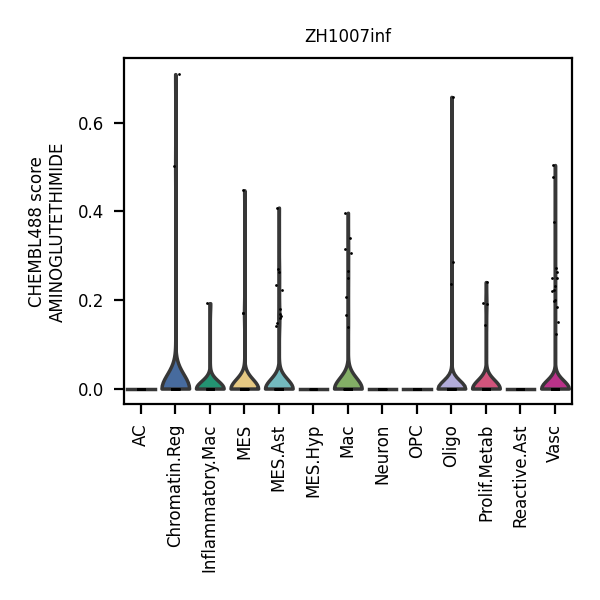 ZH1007inf
CHEMBL488 score
AMINOGLUTETHIMIDE
0.6
0.4
0.2
0.0
AC
Chromatin.Reg
Inflammatory.Mac
MES
MES.Ast
MES.Hyp
Mac
Neuron
OPC
Oligo
Prolif.Metab
Reactive.Ast
Vasc